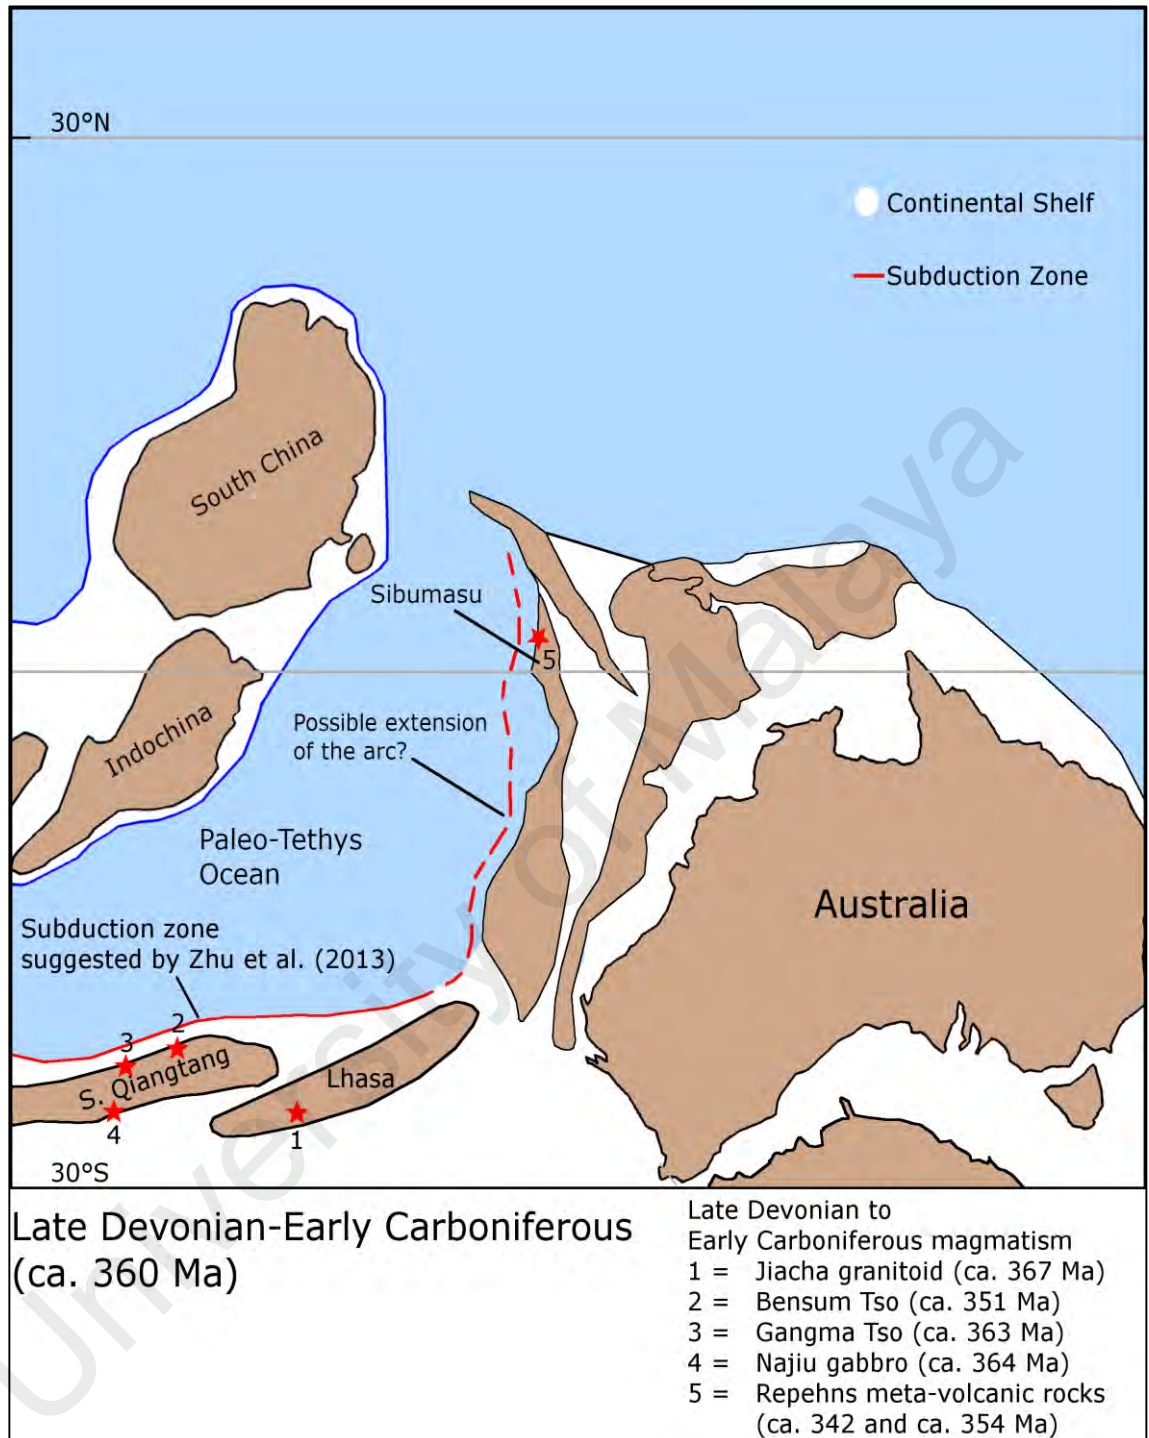 30°N
Continental Shelf
Subduction Zone
South China
Sibumasu
5
Indochina
Possible extension
of the arc?
Paleo-Tethys
Ocean
Australia
Subduction zone
suggested by Zhu et al. (2013)
2
3
S. Qiangtang
Lhasa
4
1
30°S
Late Devonian-Early Carboniferous
(ca. 360 Ma)
Late Devonian to
Early Carboniferous magmatism
1 = Jiacha granitoid (ca. 367 Ma)
2 = Bensum Tso (ca. 351 Ma)
3 = Gangma Tso (ca. 363 Ma)
4 = Najiu gabbro (ca. 364 Ma)
5 = Repehns meta-volcanic rocks
(ca. 342 and ca. 354 Ma)
University of Malaya